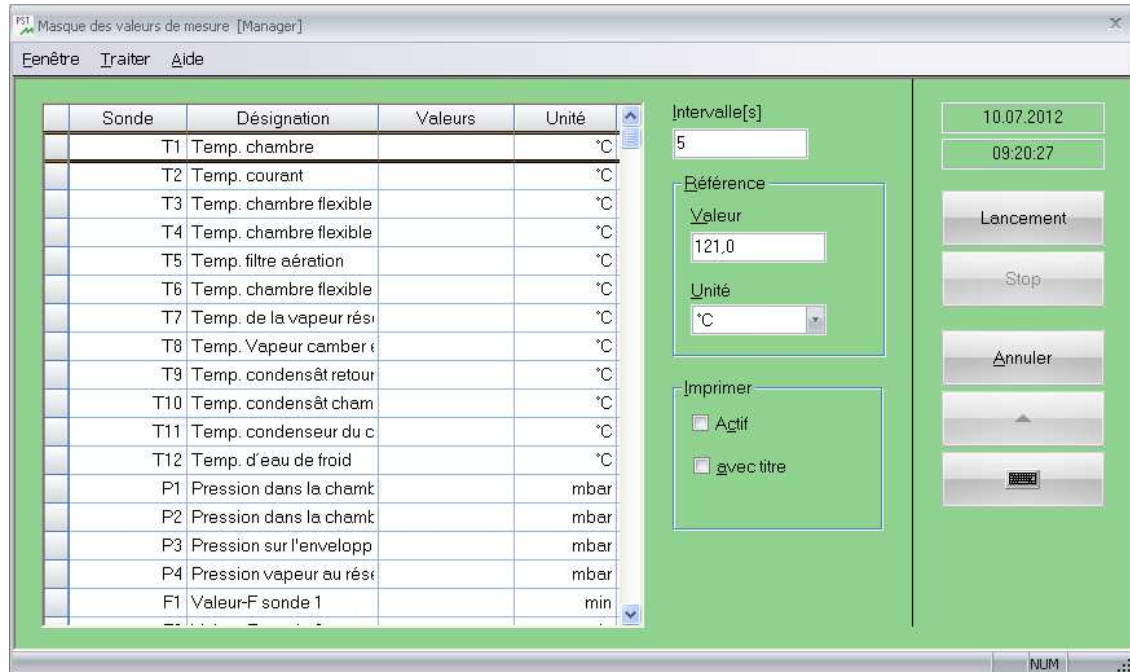 PST Masque des valeurs de mesure [Manager]
Fenêtre Traiter Aide
Sonde Désignation Valeurs Unité
T1 Temp. chambre °C
T2 Temp. courant °C
T3 Temp. chambre flexible °C
T4 Temp. chambre flexible °C
T5 Temp. filtre aération °C
T6 Temp. chambre flexible °C
T7 Temp. de la vapeur rés °C
T8 Temp. Vapeur camber °C
T9 Temp. condensât retour °C
T10 Temp. condensât cham °C
T11 Temp. condenseur du c °C
T12 Temp. d´eau de froid °C
P1 Pression dans la chamb mbar
P2 Pression dans la chamb mbar
P3 Pression sur l'envelopp mbar
P4 Pression vapeur au rés mbar
F1 Valeur-F sonde 1 min
Intervalle[s]
5
Référence
Valeur
121,0
Unité
°C
Imprimer
Actif
avec titre
10.07.2012
09:20:27
Lancement
Stop
Annuler
NUM